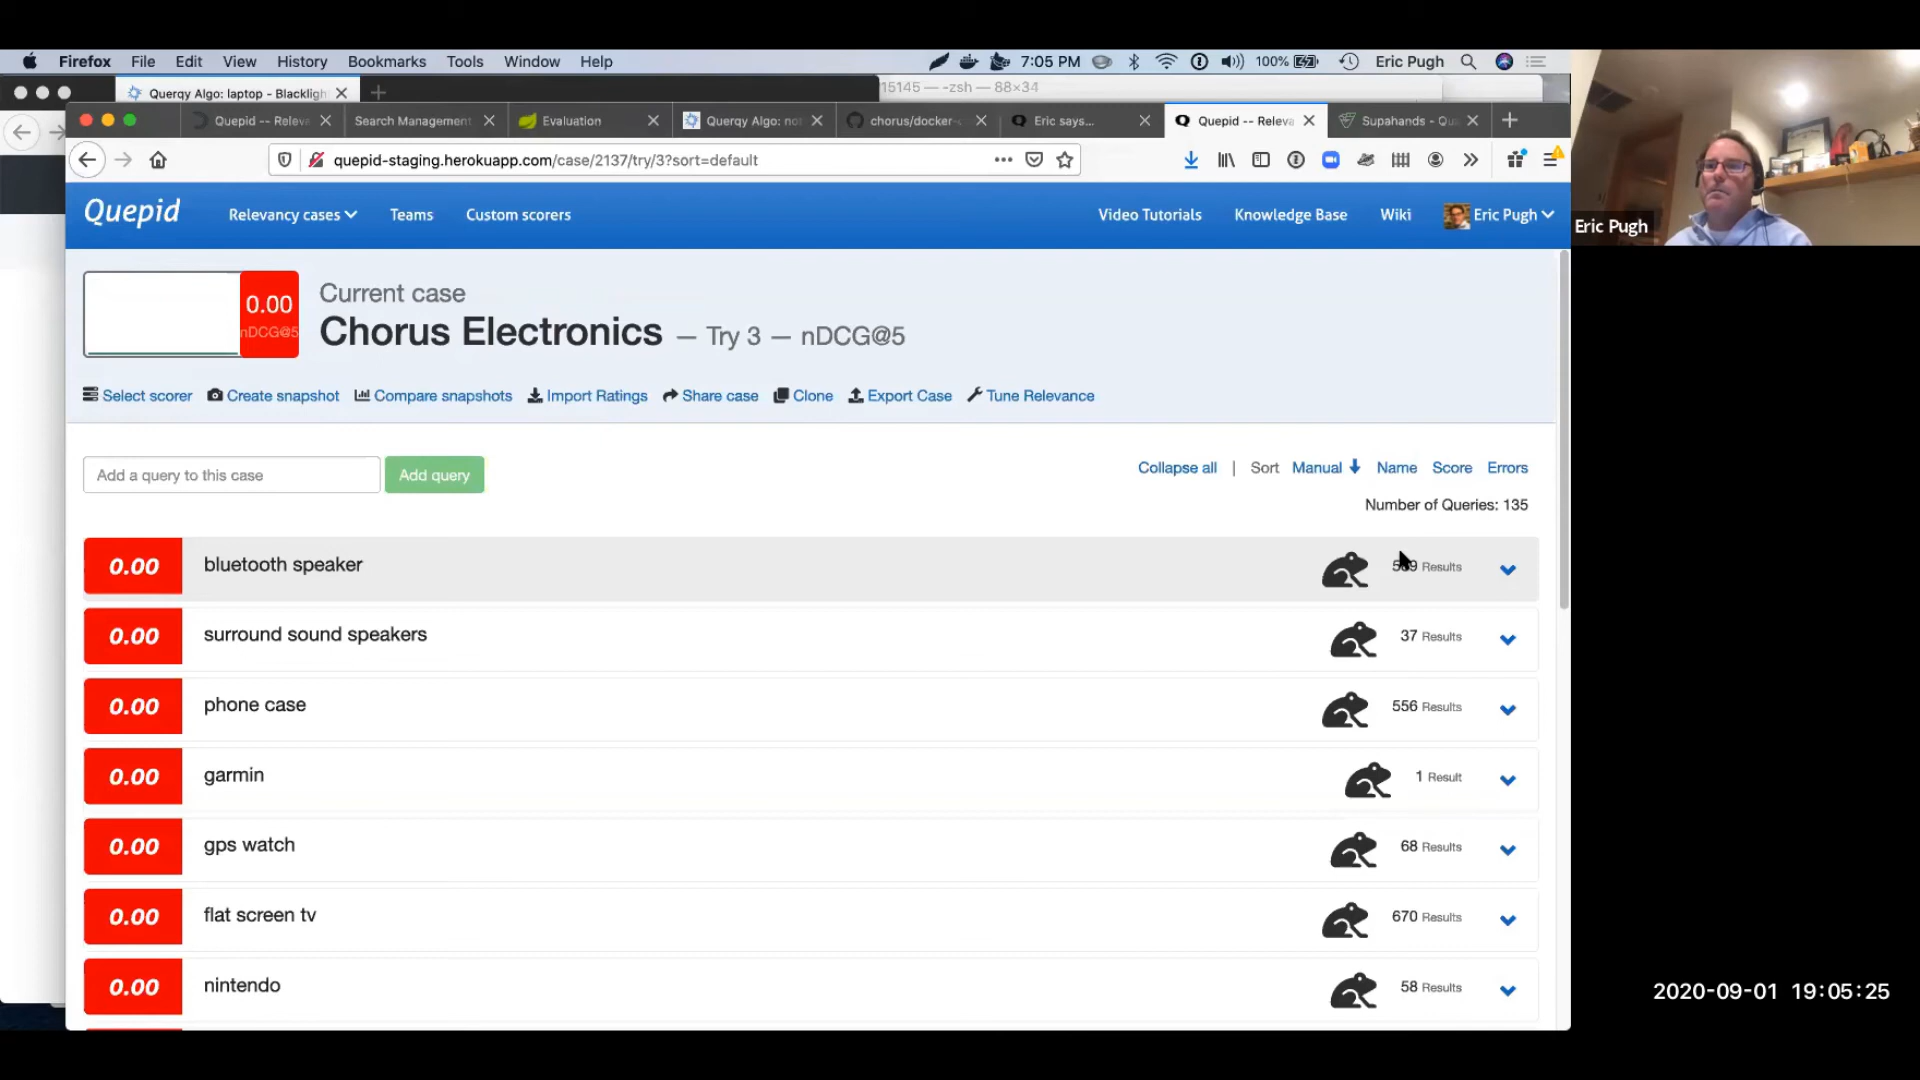 Firefox File Edit View History Bookmarks Tools Window Help 7:05 PM 100% Eric Pugh
Querqy Algo: laptop - Blacklight
15145 — -zsh — 88×34
Quepid -- Releva Search Management Evaluation Querqy Algo: no chorus/docker- Eric says... Quepid -- Releva Supahands - Qu
quepid-staging.herokuapp.com/case/2137/try/3?sort=default
Quepid Relevancy cases Teams Custom scorers Video Tutorials Knowledge Base Wiki Eric Pugh
Eric Pugh
0.00
nDCG@5
Current case
Chorus Electronics — Try 3 — nDCG@5
Select scorer Create snapshot Compare snapshots Import Ratings Share case Clone Export Case Tune Relevance
Add a query to this case Add query
Collapse all | Sort Manual Name Score Errors
Number of Queries: 135
0.00 bluetooth speaker Results
0.00 surround sound speakers 37 Results
0.00 phone case 556 Results
0.00 garmin 1 Result
0.00 gps watch 68 Results
0.00 flat screen tv 670 Results
0.00 nintendo 58 Results
2020-09-01 19:05:25